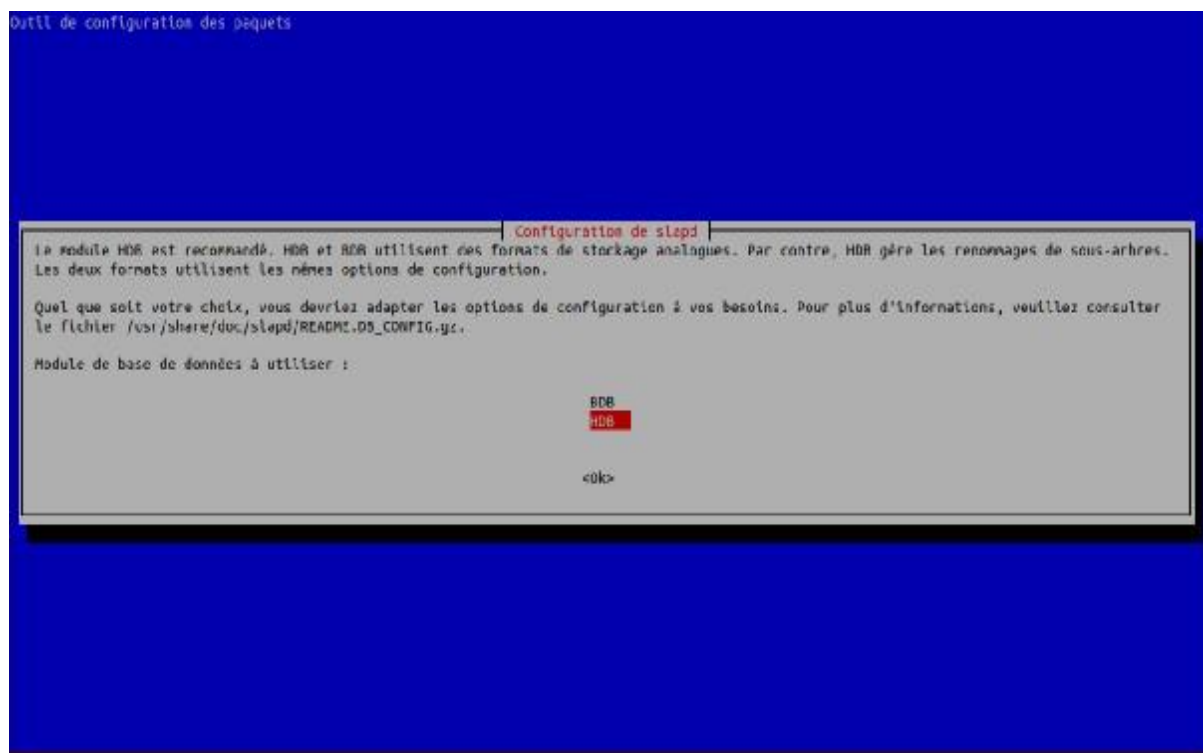 Outil de configuration des paquets
Configuration de slapd
Le module HDB est recommandé. HDB et BDB utilisent des formats de stockage analogues. Par contre, HDB gère les renommages de sous-arbres.
Les deux formats utilisent les mêmes options de configuration.
Quel que soit votre choix, vous devriez adapter les options de configuration à vos besoins. Pour plus d'informations, veuillez consulter
le fichier /usr/share/doc/slapd/README.DB_CONFIG.gz.
Module de base de données à utiliser :
BDB
HDB
<Ok>